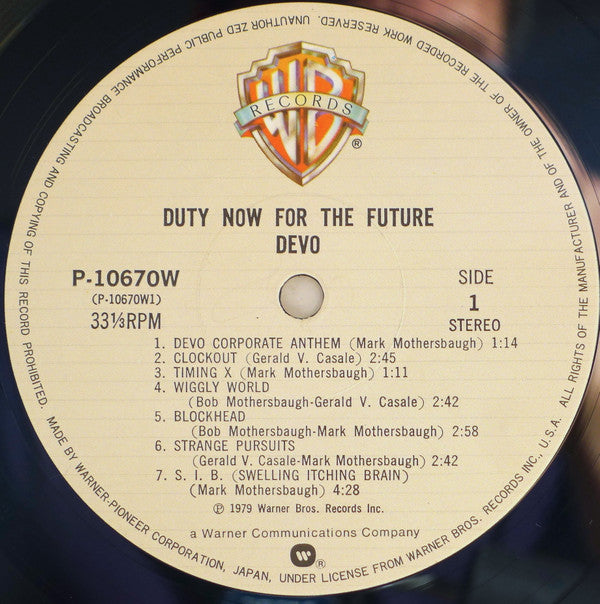 WB
RECORDS
®
DUTY NOW FOR THE FUTURE
DEVO
P-10670W
(P-10670W1)
33⅓RPM
SIDE
1
STEREO
1. DEVO CORPORATE ANTHEM (Mark Mothersbaugh) 1:14
2. CLOCKOUT (Gerald V. Casale) 2:45
3. TIMING X (Mark Mothersbaugh) 1:11
4. WIGGLY WORLD
(Bob Mothersbaugh-Gerald V. Casale) 2:42
5. BLOCKHEAD
(Bob Mothersbaugh-Mark Mothersbaugh) 2:58
6. STRANGE PURSUITS
(Gerald V. Casale-Mark Mothersbaugh) 2:42
7. S. I. B. (SWELLING ITCHING BRAIN)
(Mark Mothersbaugh) 4:28
℗ 1979 Warner Bros. Records Inc.
a Warner Communications Company
®
ALL RIGHTS OF THE MANUFACTURER AND OF THE OWNER OF THE RECORDED WORK RESERVED. UNAUTHORIZED PUBLIC PERFORMANCE BROADCASTING AND COPYING OF THIS RECORD PROHIBITED. MADE BY WARNER-PIONEER CORPORATION, JAPAN, UNDER LICENSE FROM WARNER BROS. RECORDS INC., U.S.A.